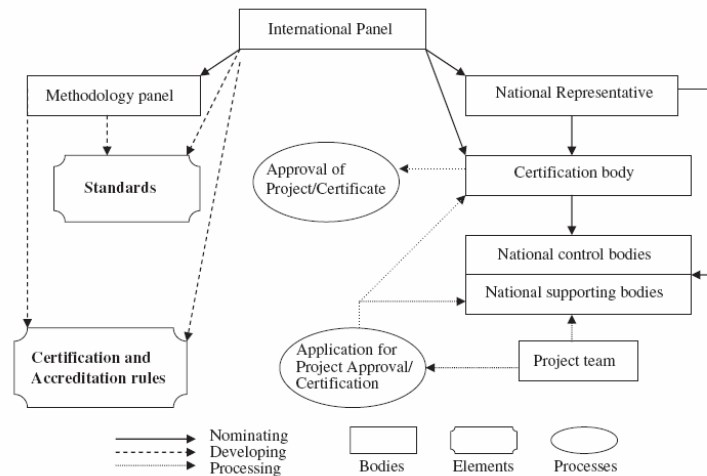 International Panel
Methodology panel
National Representative
Standards
Approval of
Project/Certificate
Certification body
National control bodies
National supporting bodies
Certification and
Accreditation rules
Application for
Project Approval/
Certification
Project team
Nominating
Developing
Processing
Bodies
Elements
Processes